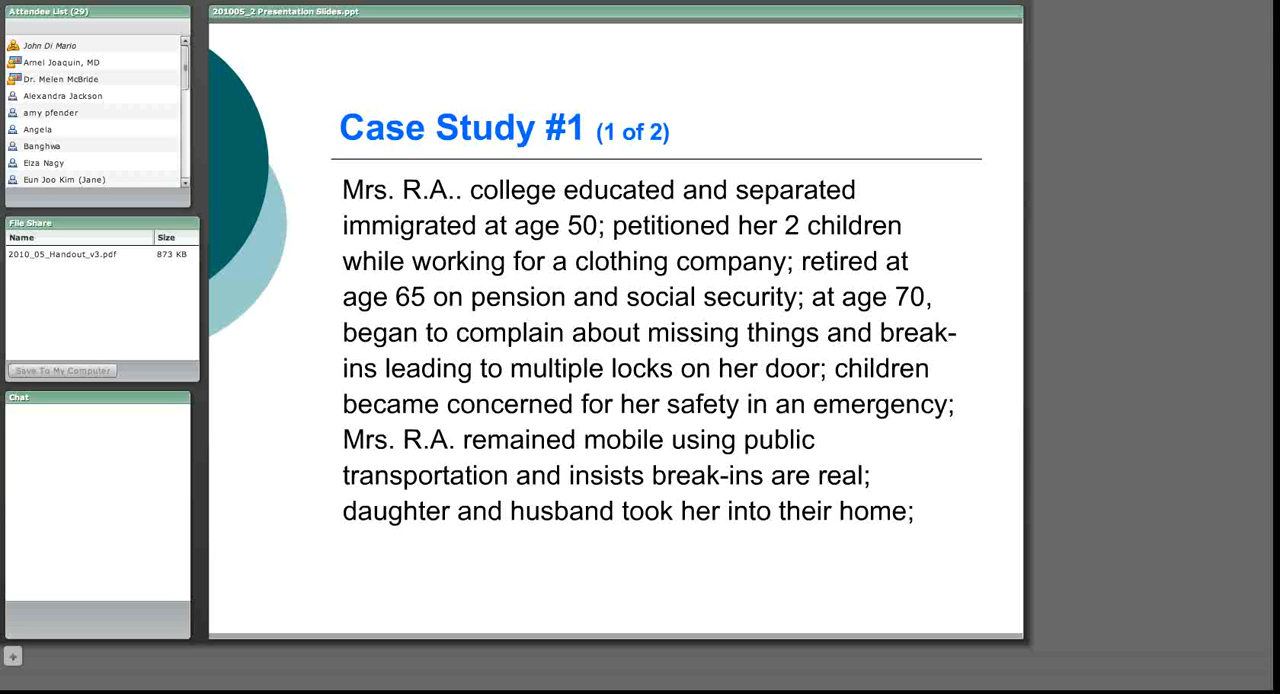 Attendee List (29)
John Di Mario
Arnel Joaquin, MD
Dr. Melen McBride
Alexandra Jackson
amy pfender
Angela
Banghwa
Elza Nagy
Eun Joo Kim (Jane)
File Share
Name Size
2010_05_Handout_v3.pdf 873 KB
Save To My Computer
Chat
201005_2 Presentation Slides.ppt
Case Study #1 (1 of 2)
Mrs. R.A.. college educated and separated
immigrated at age 50; petitioned her 2 children
while working for a clothing company; retired at
age 65 on pension and social security; at age 70,
began to complain about missing things and break-
ins leading to multiple locks on her door; children
became concerned for her safety in an emergency;
Mrs. R.A. remained mobile using public
transportation and insists break-ins are real;
daughter and husband took her into their home;